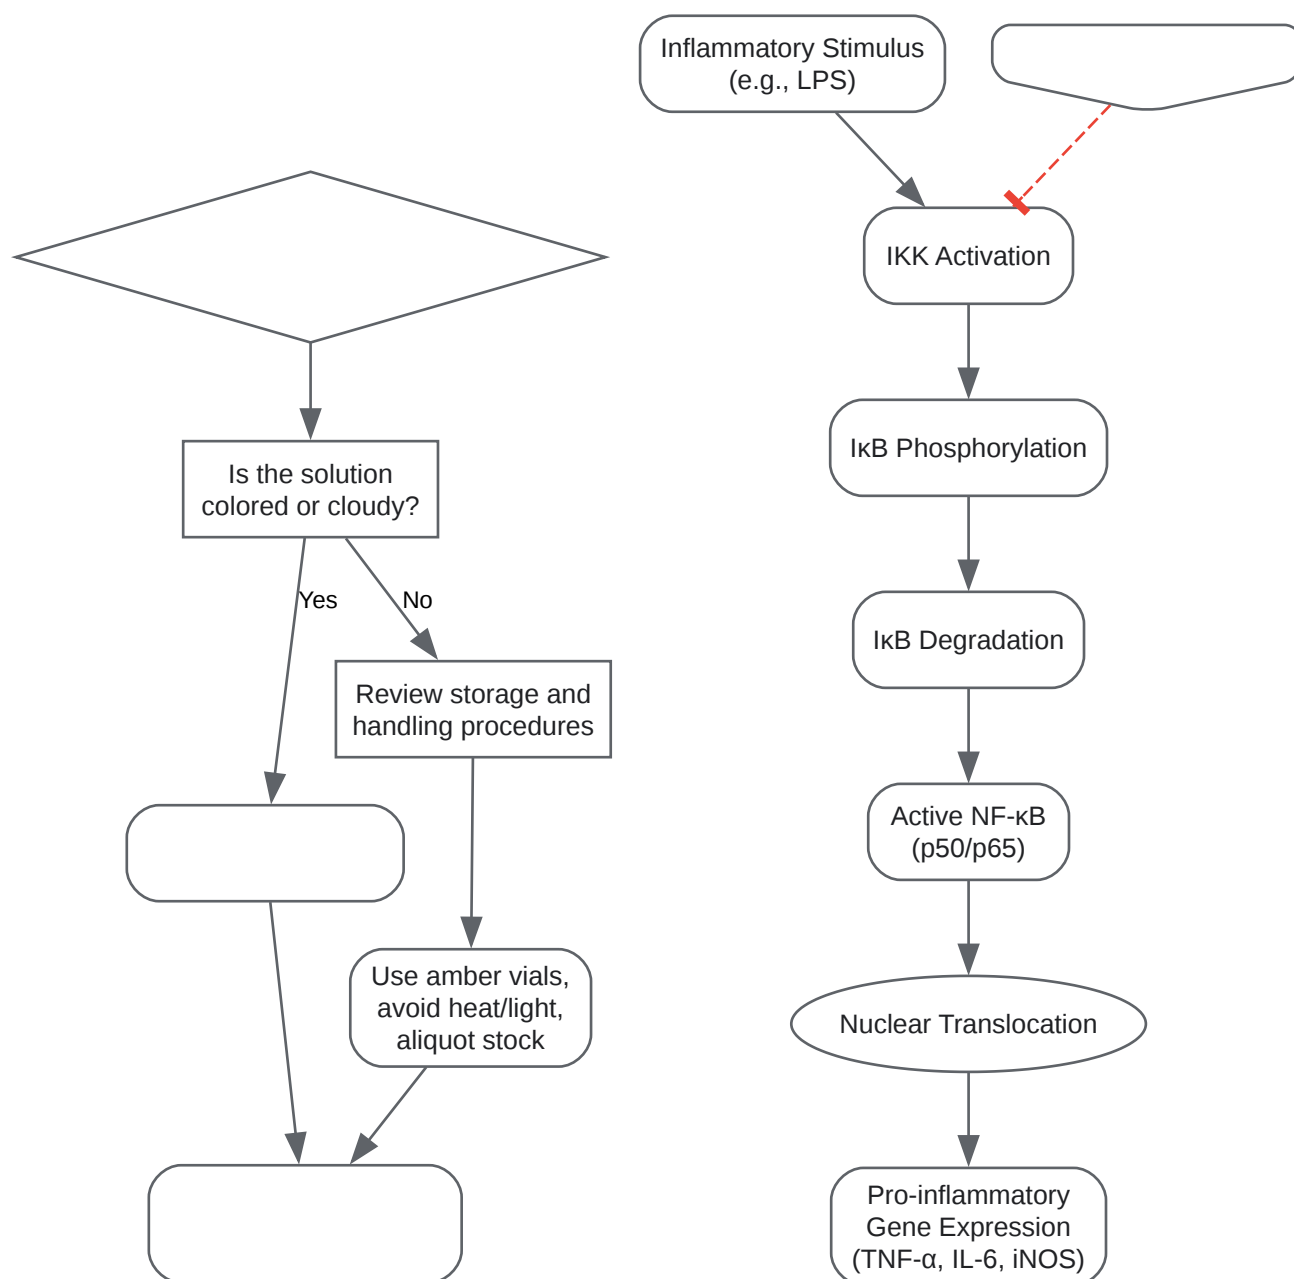 Is the solution
colored or cloudy?
Yes
No
Review storage and
handling procedures
Use amber vials,
avoid heat/light,
aliquot stock
Inflammatory Stimulus
(e.g., LPS)
IKK Activation
IκB Phosphorylation
IκB Degradation
Active NF-κB
(p50/p65)
Nuclear Translocation
Pro-inflammatory
Gene Expression
(TNF-α, IL-6, iNOS)